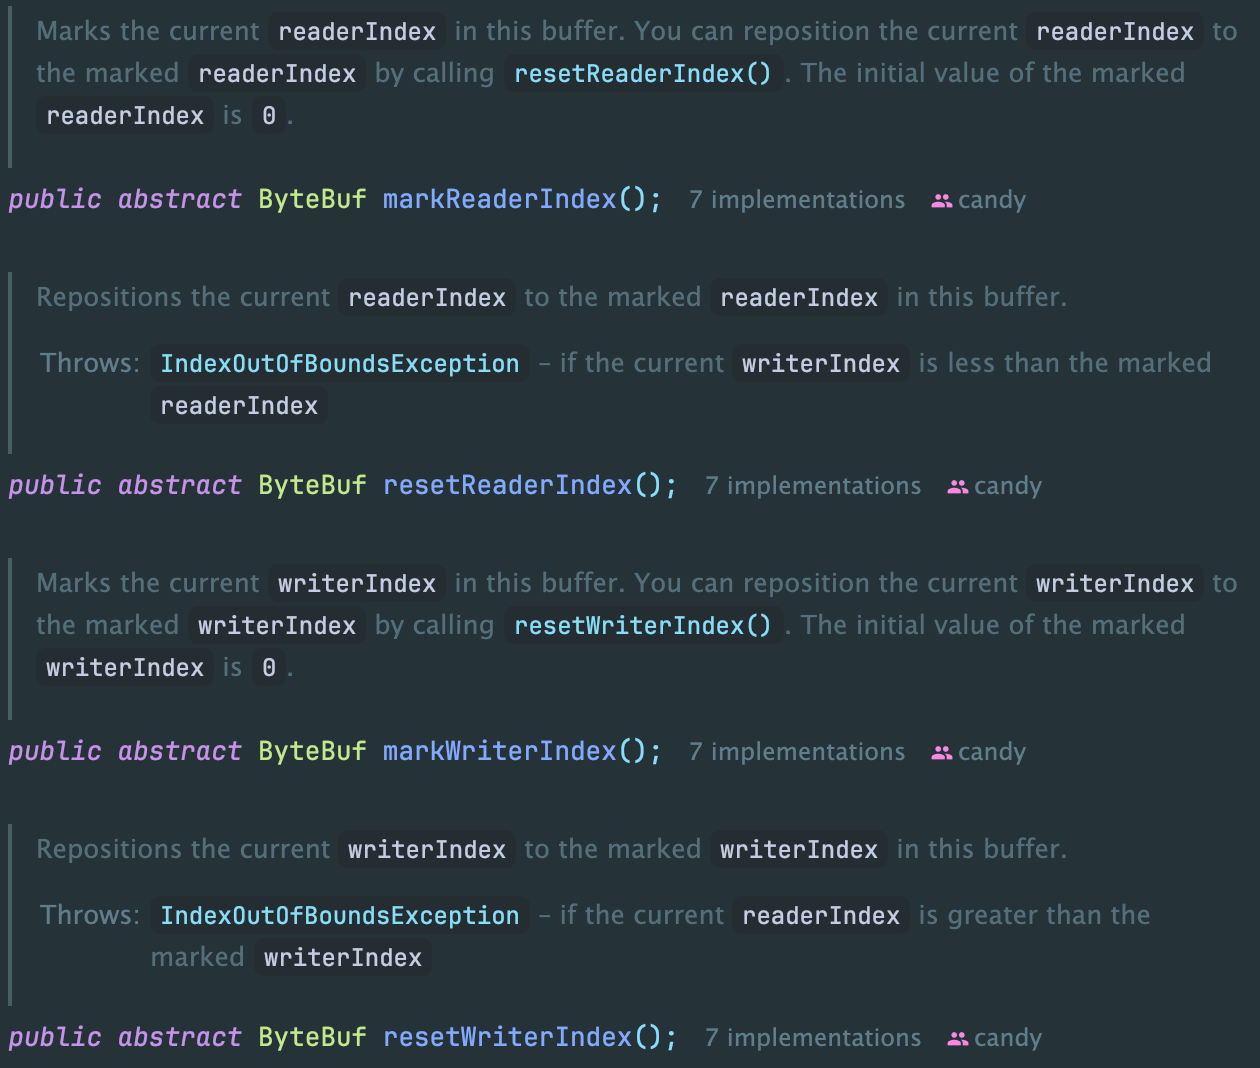 Marks the current readerIndex in this buffer. You can reposition the current readerIndex to
the marked readerIndex by calling resetReaderIndex() . The initial value of the marked
readerIndex is 0 .
public abstract ByteBuf markReaderIndex(); 7 implementations candy
Repositions the current readerIndex to the marked readerIndex in this buffer.
Throws: IndexOutOfBoundsException – if the current writerIndex is less than the marked
readerIndex
public abstract ByteBuf resetReaderIndex(); 7 implementations candy
Marks the current writerIndex in this buffer. You can reposition the current writerIndex to
the marked writerIndex by calling resetWriterIndex() . The initial value of the marked
writerIndex is 0 .
public abstract ByteBuf markWriterIndex(); 7 implementations candy
Repositions the current writerIndex to the marked writerIndex in this buffer.
Throws: IndexOutOfBoundsException – if the current readerIndex is greater than the
marked writerIndex
public abstract ByteBuf resetWriterIndex(); 7 implementations candy